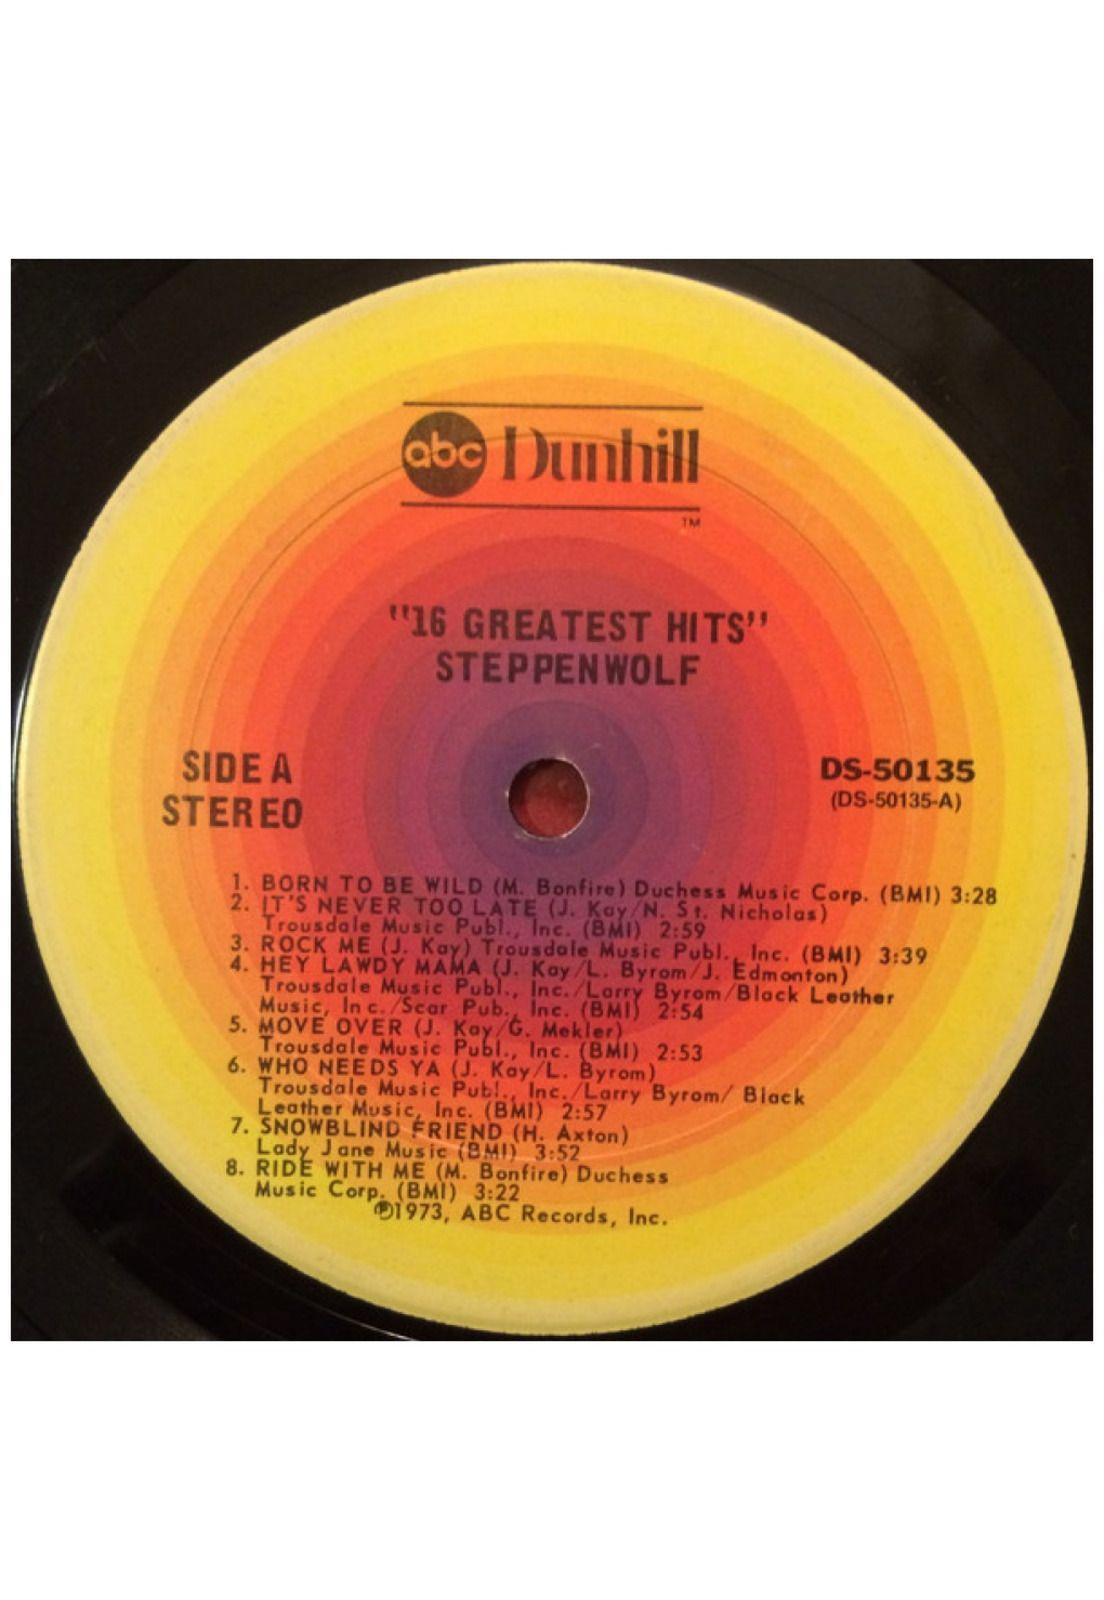 abc Dunhill
TM
"16 GREATEST HITS"
STEPPENWOLF
SIDE A
STEREO
DS-50135
(DS-50135-A)
1. BORN TO BE WILD (M. Bonfire) Duchess Music Corp. (BMI) 3:28
2. IT'S NEVER TOO LATE (J. Kay/N. St. Nicholas)
Trousdale Music Publ., Inc. (BMI) 2:59
3. ROCK ME (J. Kay) Trousdale Music Publ., Inc. (BMI) 3:39
4. HEY LAWDY MAMA (J. Kay/L. Byrom/J. Edmonton)
Trousdale Music Publ., Inc./Larry Byrom/Black Leather
Music, Inc./Scar Pub., Inc. (BMI) 2:54
5. MOVE OVER (J. Kay/G. Mekler)
Trousdale Music Publ., Inc. (BMI) 2:53
6. WHO NEEDS YA (J. Kay/L. Byrom)
Trousdale Music Publ., Inc./Larry Byrom/ Black
Leather Music, Inc. (BMI) 2:57
7. SNOWBLIND FRIEND (H. Axton)
Lady Jane Music (BMI) 3:52
8. RIDE WITH ME (M. Bonfire) Duchess
Music Corp. (BMI) 3:22
℗1973, ABC Records, Inc.